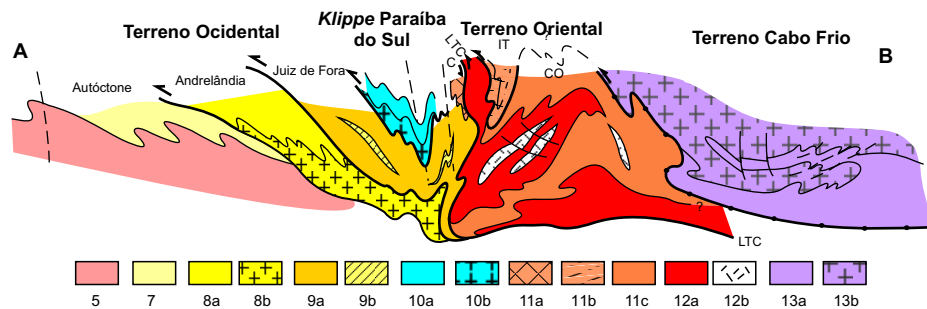 Klippe Paraíba
do Sul
Terreno Ocidental
Terreno Oriental
Terreno Cabo Frio
A
B
Autóctone
Andrelândia
Juiz de Fora
LTC
C
IT
?
J
CO
?
LTC
5 7 8a 8b 9a 9b 10a 10b 11a 11b 11c 12a 12b 13a 13b